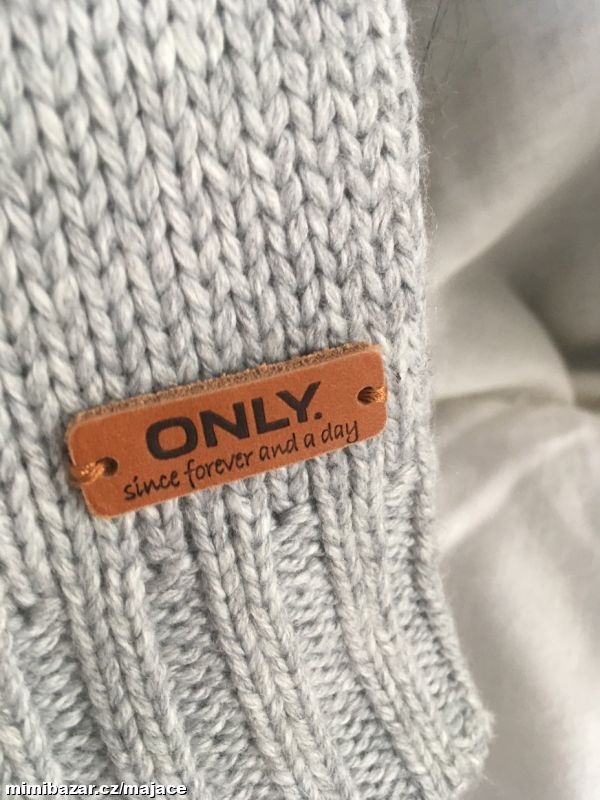 ONLY.
since forever and a day
mimibazar.cz/majace